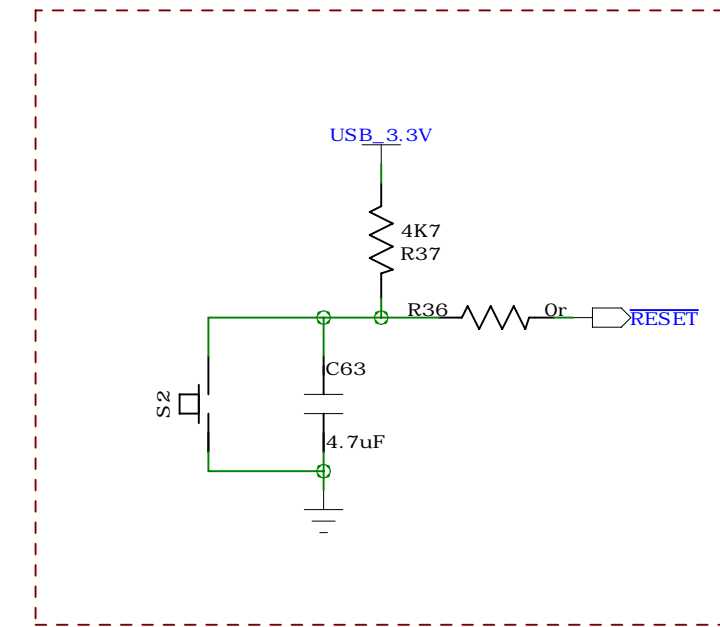 USB_3.3V
4K7
R37
R36
0r
RESET
C63
S2
4.7uF